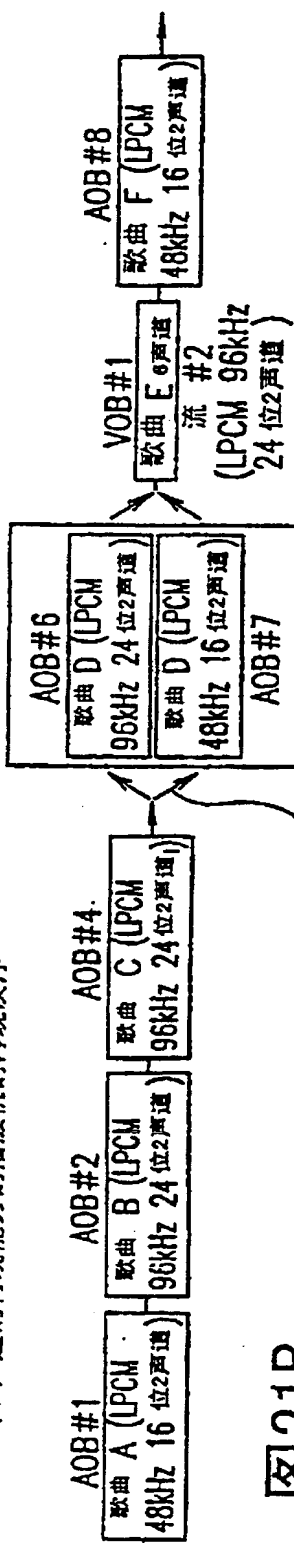 AOB#1
歌曲 A (LPCM
48kHz 16 位2声道)
AOB#2
歌曲 B (LPCM
96kHz 24 位2声道)
AOB#4
歌曲 C (LPCM
96kHz 24 位2声道)
AOB#6
歌曲 D (LPCM
96kHz 24 位2声道)
歌曲 D (LPCM
48kHz 16 位2声道)
AOB#7
VOB#1
歌曲 E 6声道
流 #2
(LPCM 96kHz
24 位2声道)
AOB#8
歌曲 F (LPCM
48kHz 16 位2声道)